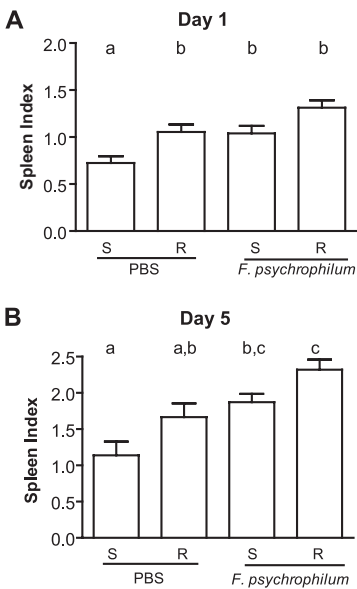 A
Day 1
Spleen Index
2.0
a b b b
1.5
1.0
0.5
0.0
S R S R
PBS F. psychrophilum
B
Day 5
Spleen Index
2.5
a a,b b,c c
2.0
1.5
1.0
0.5
0.0
S R S R
PBS F. psychrophilum